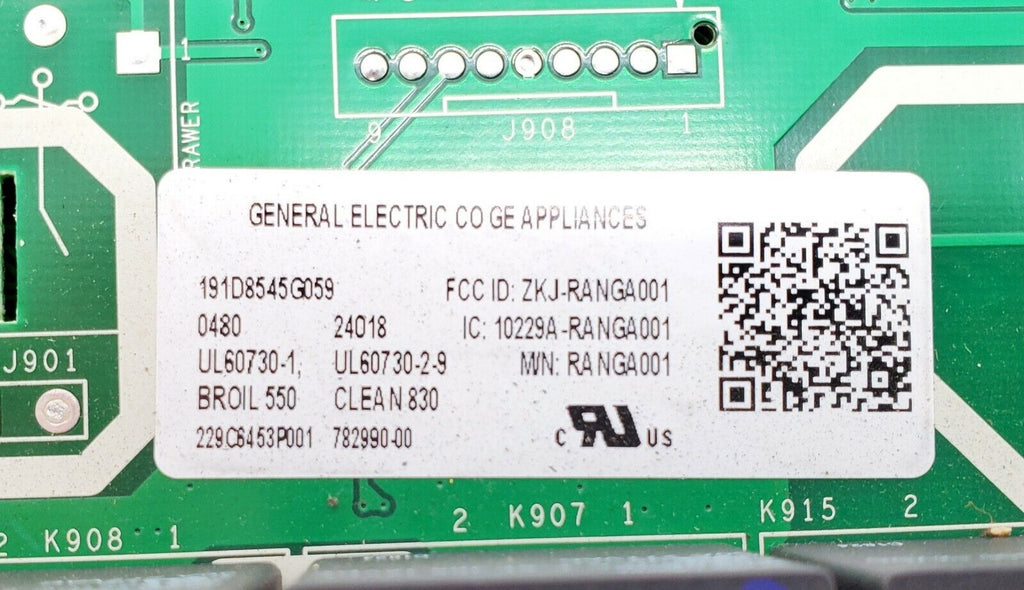 1
RAWER
9 J908 1
J901
GENERAL ELECTRIC CO GE APPLIANCES
191D8545G059 FCC ID: ZKJ-RANGA001
0480 24018 IC: 10229A-RANGA001
UL60730-1, UL60730-2-9 M/N: RANGA001
BROIL 550 CLEAN 830
229C6453P001 782990-00 C RU US
2 K908 1
2 K907 1
K915 2